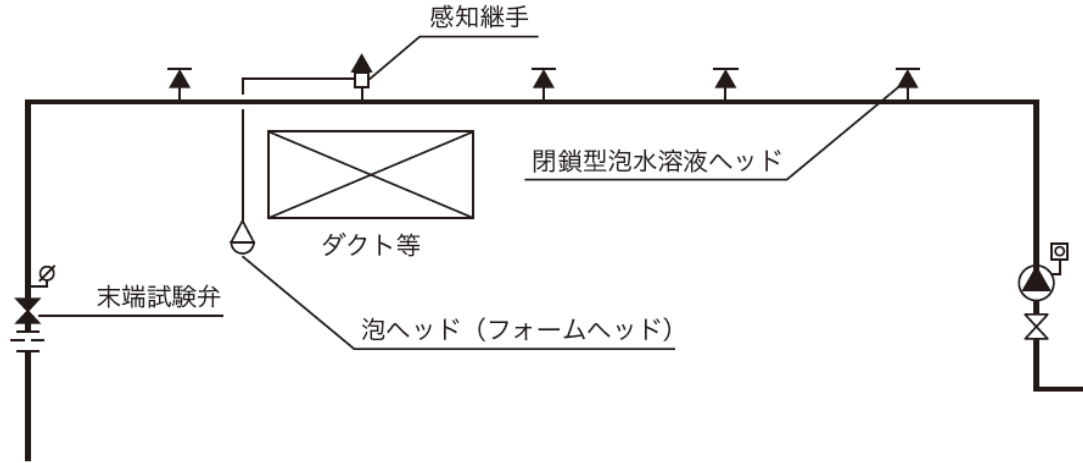 感知継手
閉鎖型泡水溶液ヘッド
ダクト等
末端試験弁
泡ヘッド（フォームヘッド）